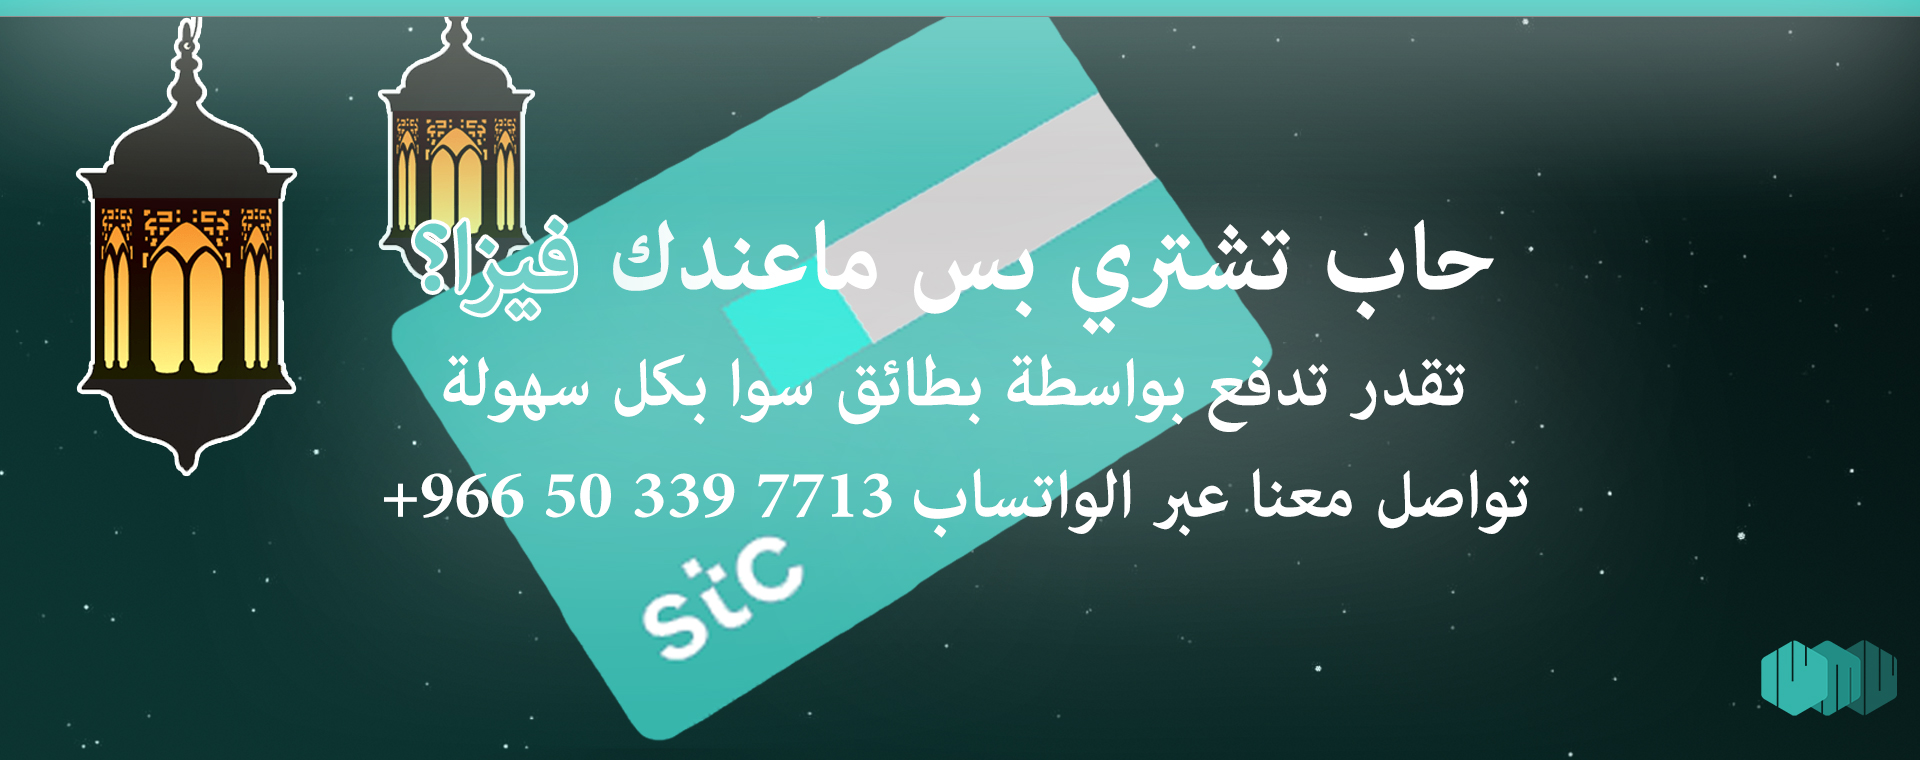 حاب تشتري بس ماعندك فيزا؟
تقدر تدفع بواسطة بطائق سوا بكل سهولة
تواصل معنا عبر الواتساب 7713 339 50 966+
stc